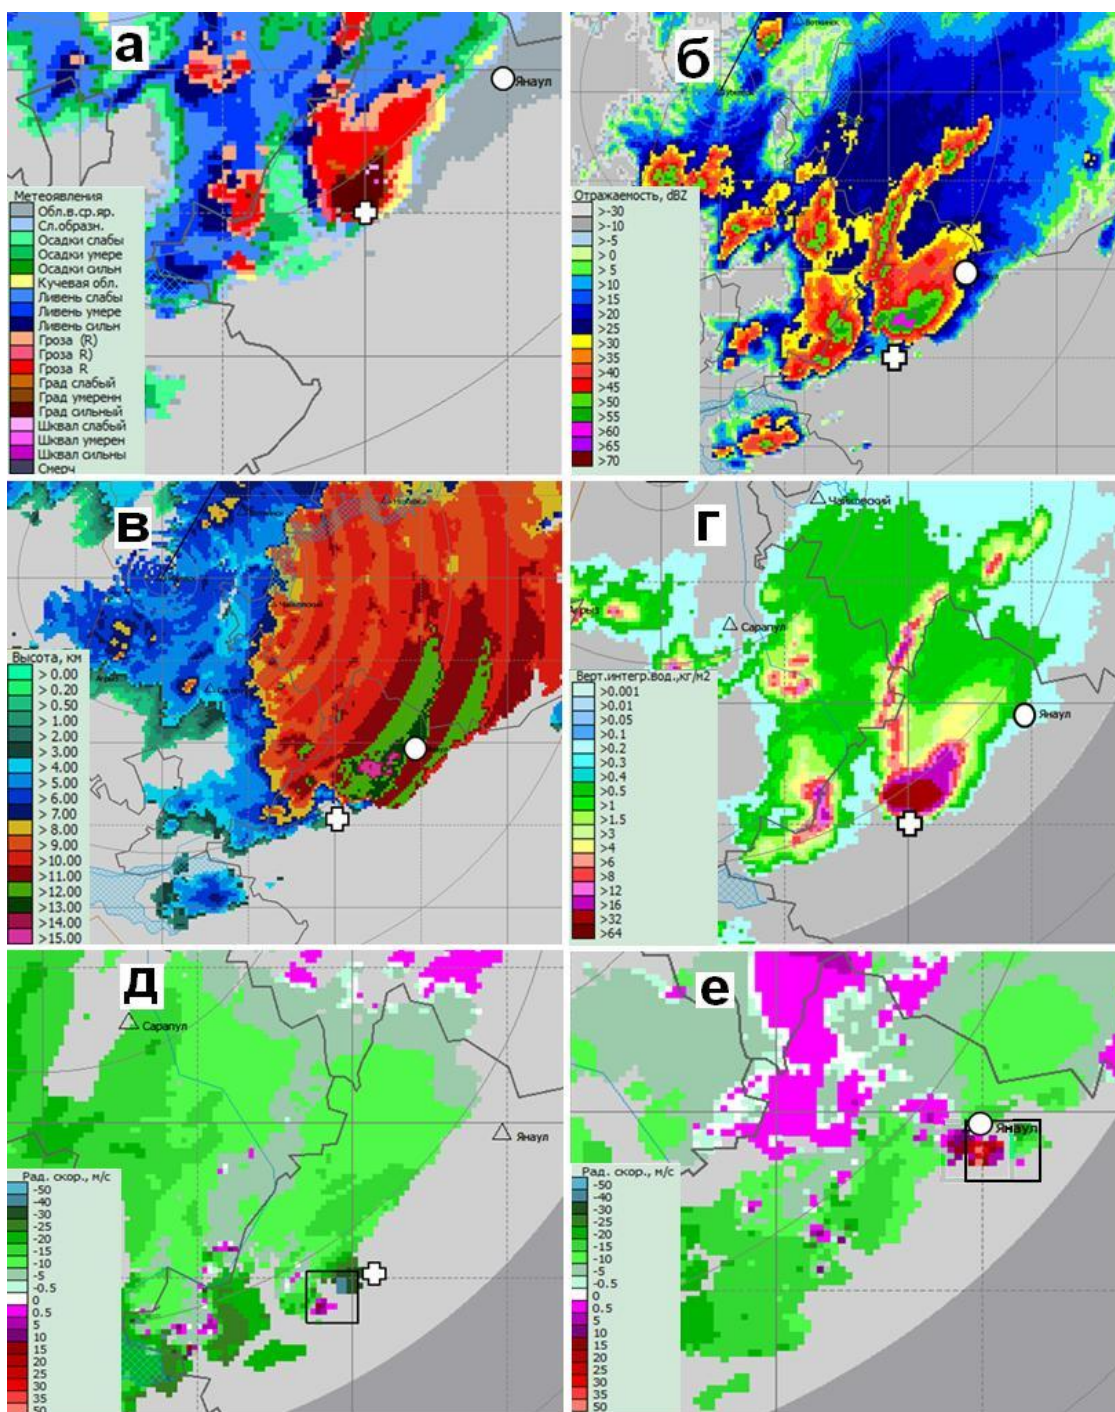 а
Янаул
Метеоявления
Обл.в.ср.яр.
Сл.образн.
Осадки слабы
Осадки умере
Осадки сильн
Кучевая обл.
Ливень слабы
Ливень умере
Ливень сильн
Гроза (R)
Гроза R)
Гроза R
Град слабый
Град умеренн
Град сильный
Шквал слабый
Шквал умерен
Шквал сильны
Смерч
б
Воткинск
Отражаемость, dBZ
>-30
>-10
>-5
> 0
> 5
>10
>15
>20
>25
>30
>35
>40
>45
>50
>55
>60
>65
>70
в
Чайковский
Высота, км
> 0.00
> 0.20
> 0.50
> 1.00
> 2.00
> 3.00
> 4.00
> 5.00
> 6.00
> 7.00
> 8.00
> 9.00
>10.00
>11.00
>12.00
>13.00
>14.00
>15.00
г
Чайковский
Агрыз
Сарапул
Янаул
Верт.интегр.вод.,кг/м2
>0.001
>0.01
>0.05
>0.1
>0.2
>0.3
>0.4
>0.5
>1
>1.5
>3
>4
>6
>8
>12
>16
>32
>64
д
Сарапул
Янаул
Рад. скор., м/с
-50
-40
-30
-25
-20
-15
-10
-5
-0.5
0
0.5
5
10
15
20
25
30
35
50
е
Янаул
Рад. скор., м/с
-50
-40
-30
-25
-20
-15
-10
-5
-0.5
0
0.5
5
10
15
20
25
30
35
50